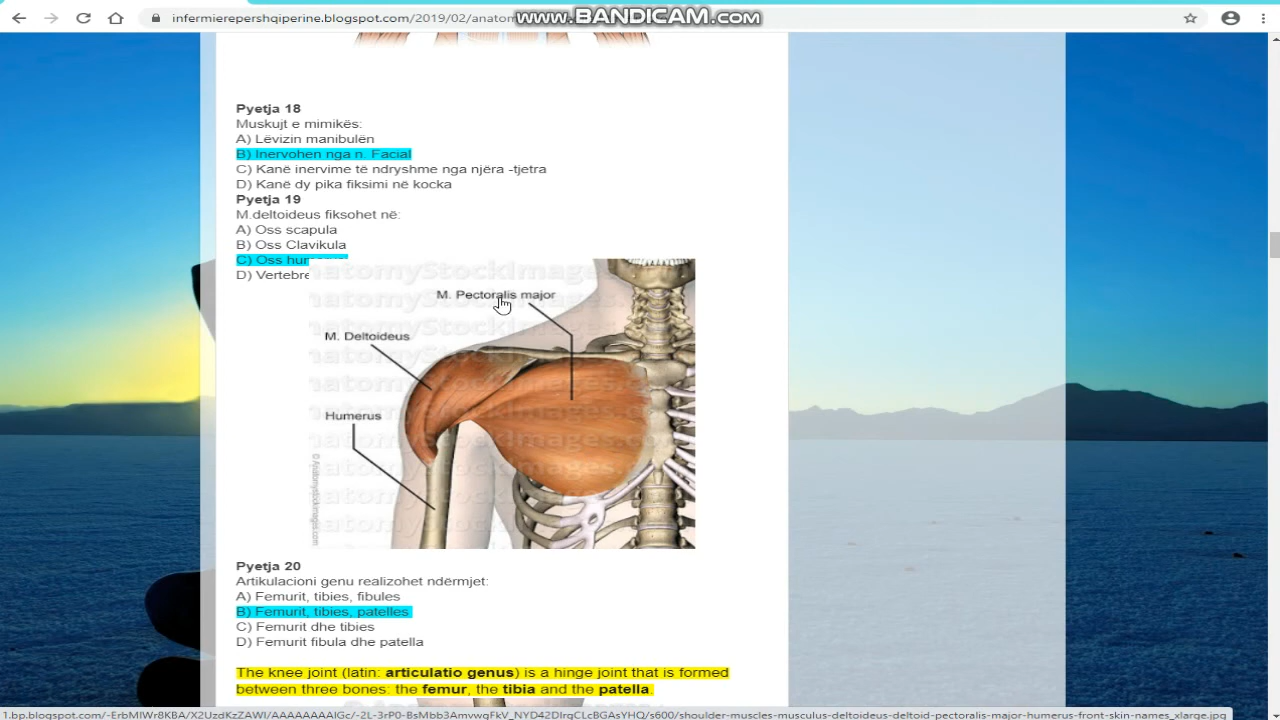 infermierepershqiperine.blogspot.com/2019/02/anatom
www.BANDICAM.com
Pyetja 18
Muskujt e mimikës:
A) Lëvizin manibulën
B) Inervohen nga n. Facial
C) Kanë inervime të ndryshme nga njëra -tjetra
D) Kanë dy pika fiksimi në kocka
Pyetja 19
M.deltoideus fiksohet në:
A) Oss scapula
B) Oss Clavikula
C) Oss hum
D) Vertebre
M. Pectoralis major
M. Deltoideus
Humerus
© Anatomystockimages.com
Pyetja 20
Artikulacioni genu realizohet ndërmjet:
A) Femurit, tibies, fibules
B) Femurit, tibies, patelles
C) Femurit dhe tibies
D) Femurit fibula dhe patella
The knee joint (latin: articulatio genus) is a hinge joint that is formed
between three bones: the femur, the tibia and the patella.